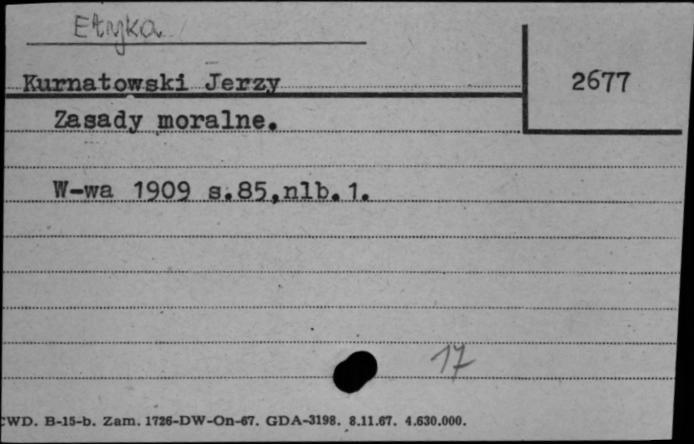 Etyka
Kurnatowski Jerzy
2677
Zasady moralne.
W-wa 1909 s.85,nlb.1.
17
CWD. B-15-b. Zam. 1726-DW-On-67. GDA-3198. 8.11.67. 4.630.000.